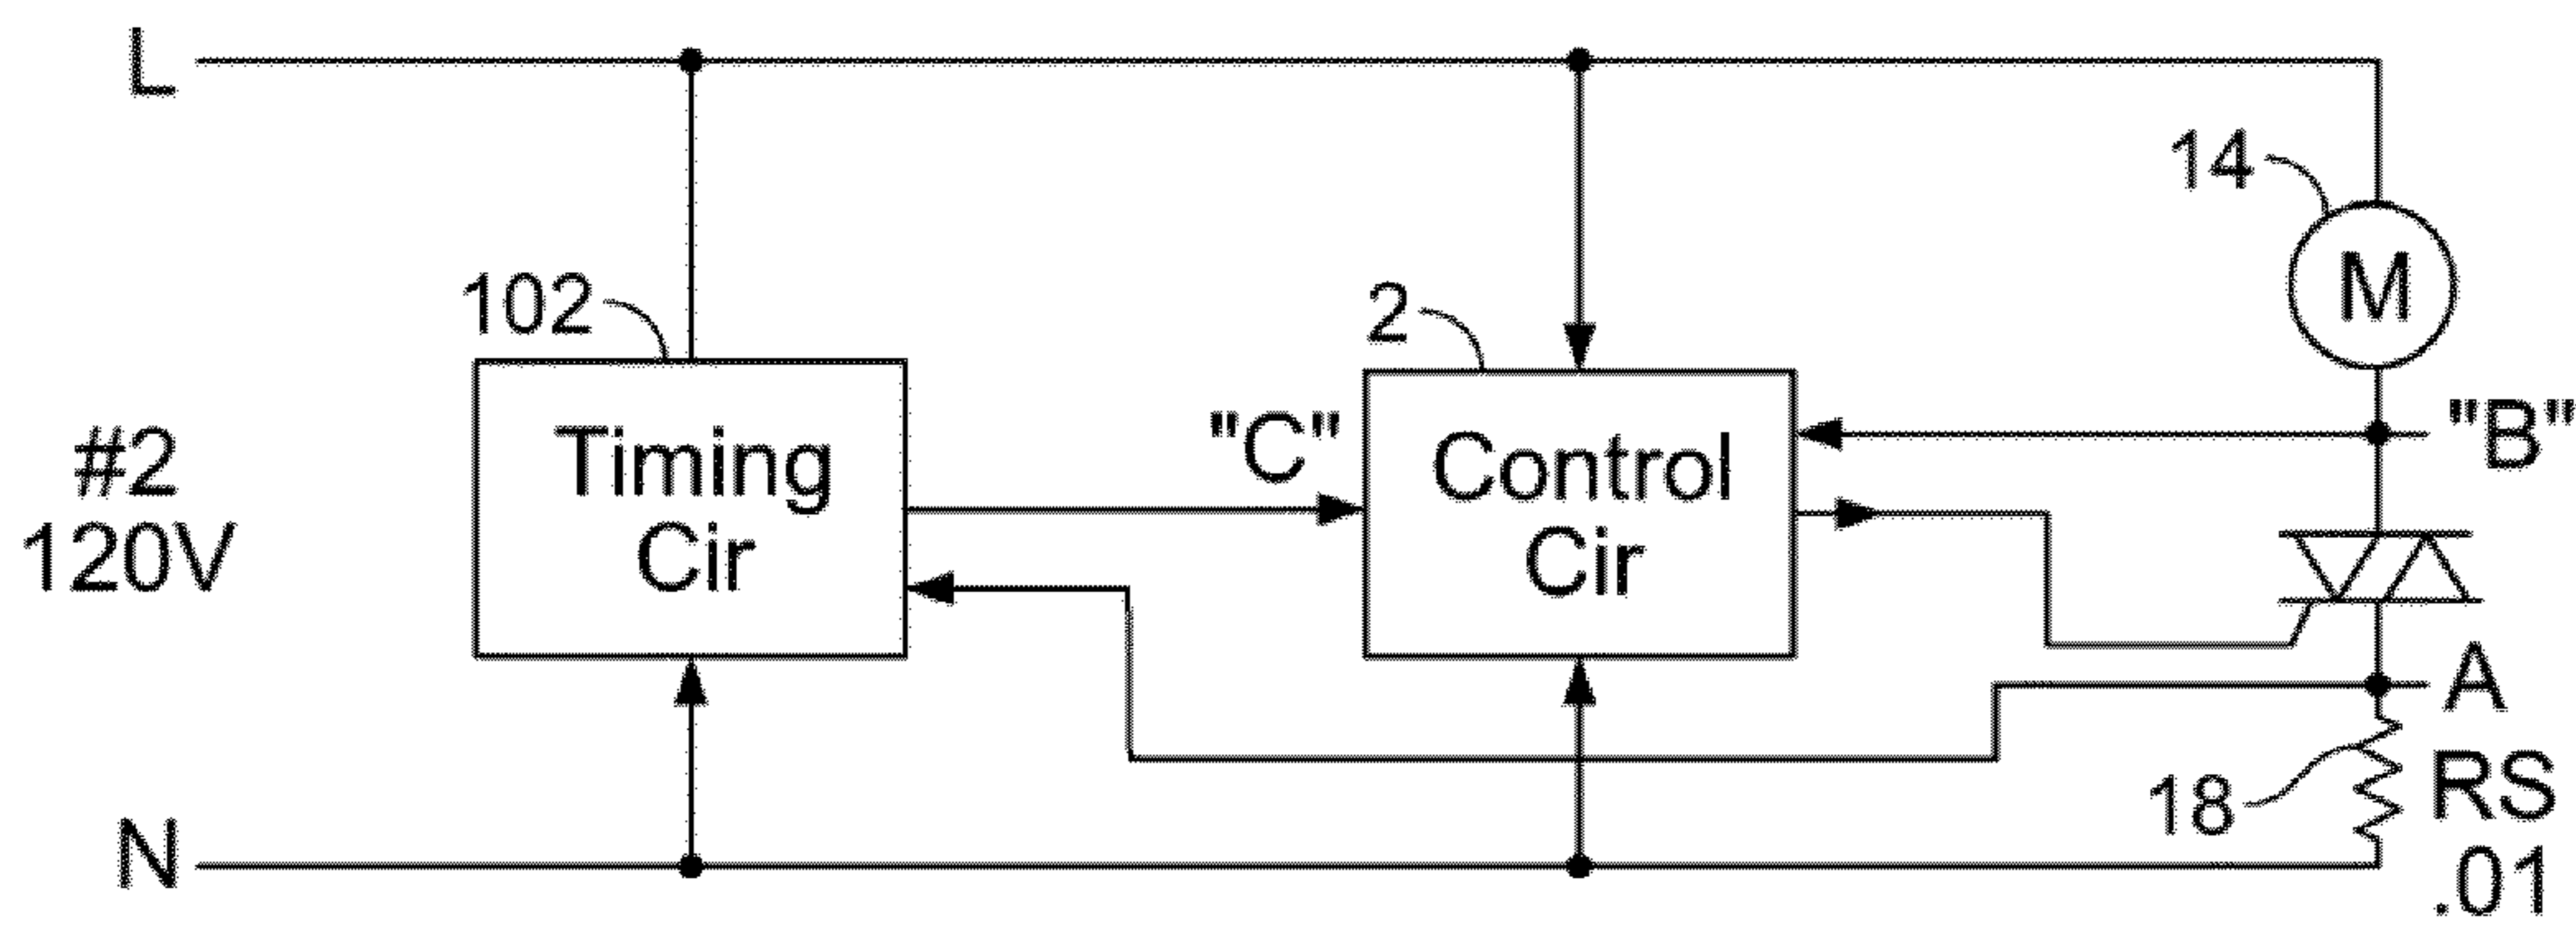 L
14
M
102
2
#2
120V
Timing
Cir
"C"
Control
Cir
"B"
A
18
RS
.01
N